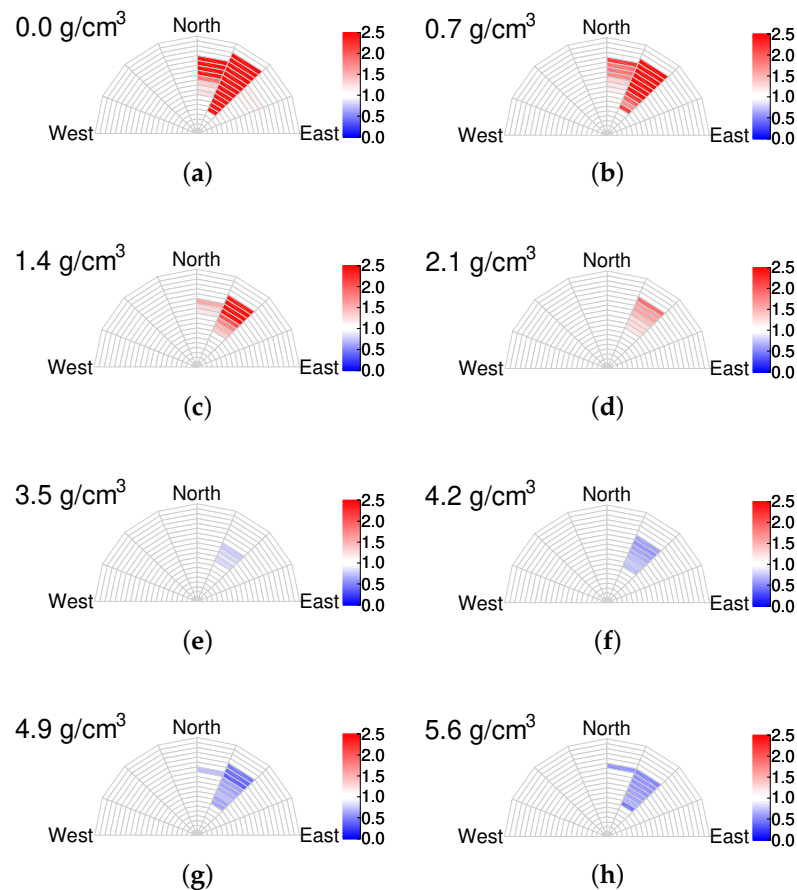 0.0 g/cm³ North 2.5
2.0
1.5
1.0
0.5
0.0
West East
(a)
0.7 g/cm³ North 2.5
2.0
1.5
1.0
0.5
0.0
West East
(b)
1.4 g/cm³ North 2.5
2.0
1.5
1.0
0.5
0.0
West East
(c)
2.1 g/cm³ North 2.5
2.0
1.5
1.0
0.5
0.0
West East
(d)
3.5 g/cm³ North 2.5
2.0
1.5
1.0
0.5
0.0
West East
(e)
4.2 g/cm³ North 2.5
2.0
1.5
1.0
0.5
0.0
West East
(f)
4.9 g/cm³ North 2.5
2.0
1.5
1.0
0.5
0.0
West East
(g)
5.6 g/cm³ North 2.5
2.0
1.5
1.0
0.5
0.0
West East
(h)